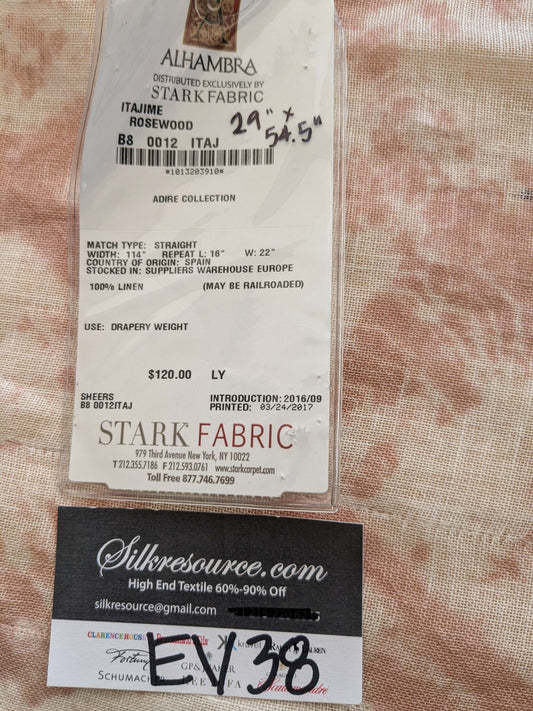 ALHAMBRA
DISTRIBUTED EXCLUSIVELY BY
STARK FABRIC
ITAJIME
ROSEWOOD
29" x
54.5"
B8 0012 ITAJ
*1013203910*
ADIRE COLLECTION
MATCH TYPE: STRAIGHT
WIDTH: 114" REPEAT L: 16" W: 22"
COUNTRY OF ORIGIN: SPAIN
STOCKED IN: SUPPLIERS WAREHOUSE EUROPE
100% LINEN (MAY BE RAILROADED)
USE: DRAPERY WEIGHT
$120.00 LY
SHEERS INTRODUCTION: 2016/09
B8 0012ITAJ PRINTED: 03/24/2017
STARK FABRIC
979 Third Avenue New York, NY 10022
T 212.355.7186 F 212.593.0761 www.starkcarpet.com
Toll Free 877.746.7699
Silkresource.com
High End Textile 60%-90% Off
silkresource@gmail.com
CLARENCE HOUSE kravet
Fortuny
SCHUMACHER
EV38